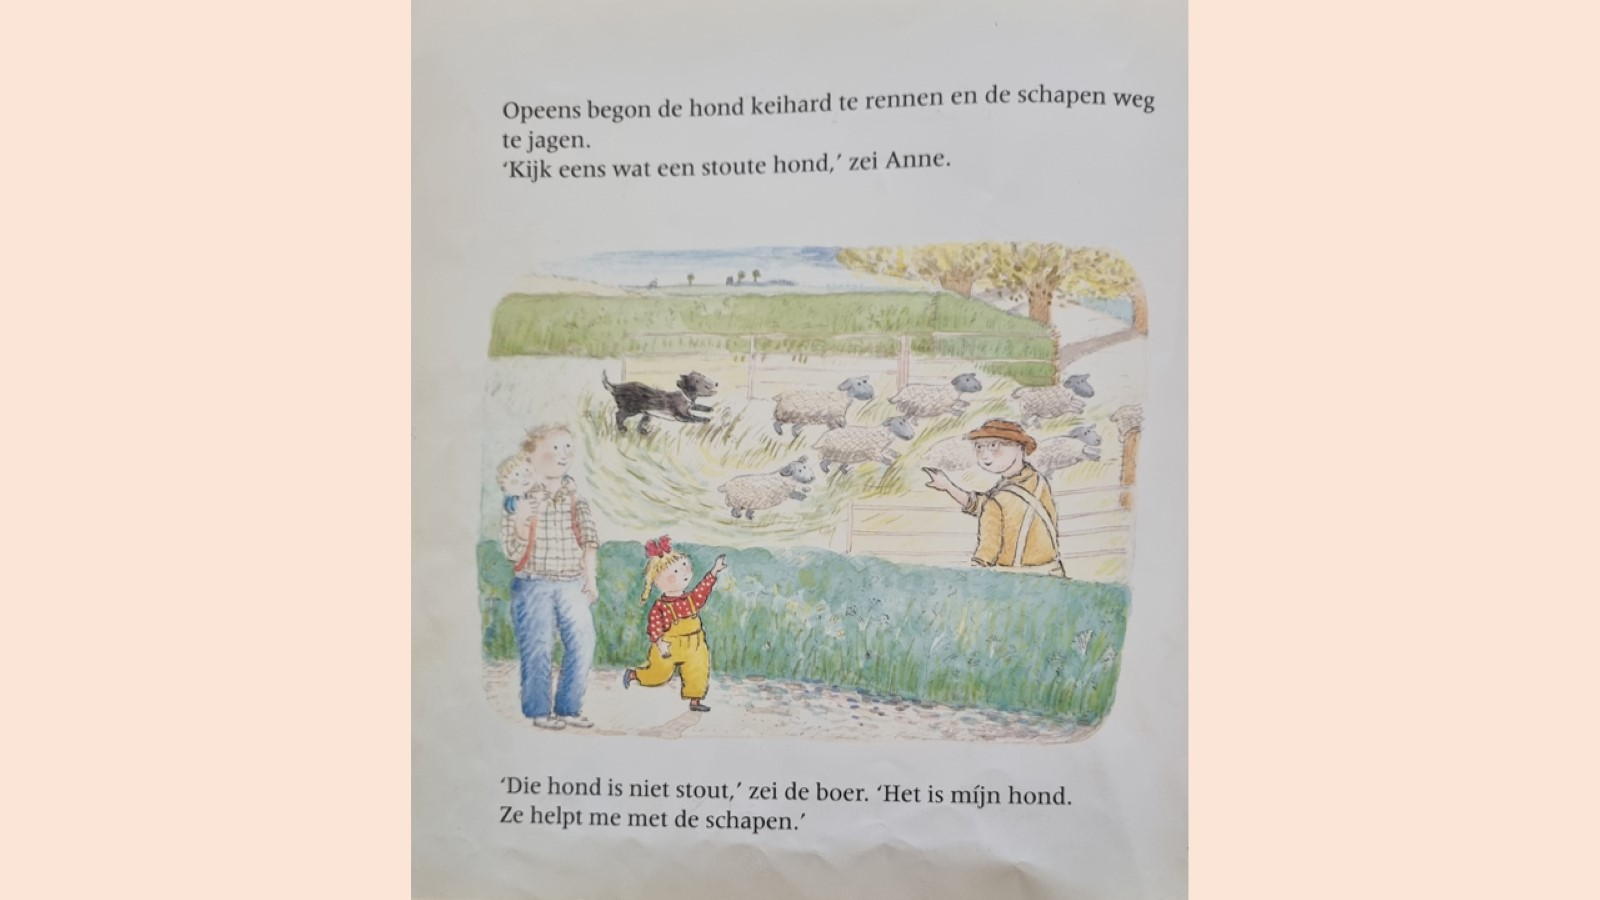 Opeens begon de hond keihard te rennen en de schapen weg
te jagen.
‘Kijk eens wat een stoute hond,’ zei Anne.
‘Die hond is niet stout,’ zei de boer. ‘Het is míjn hond.
Ze helpt me met de schapen.’